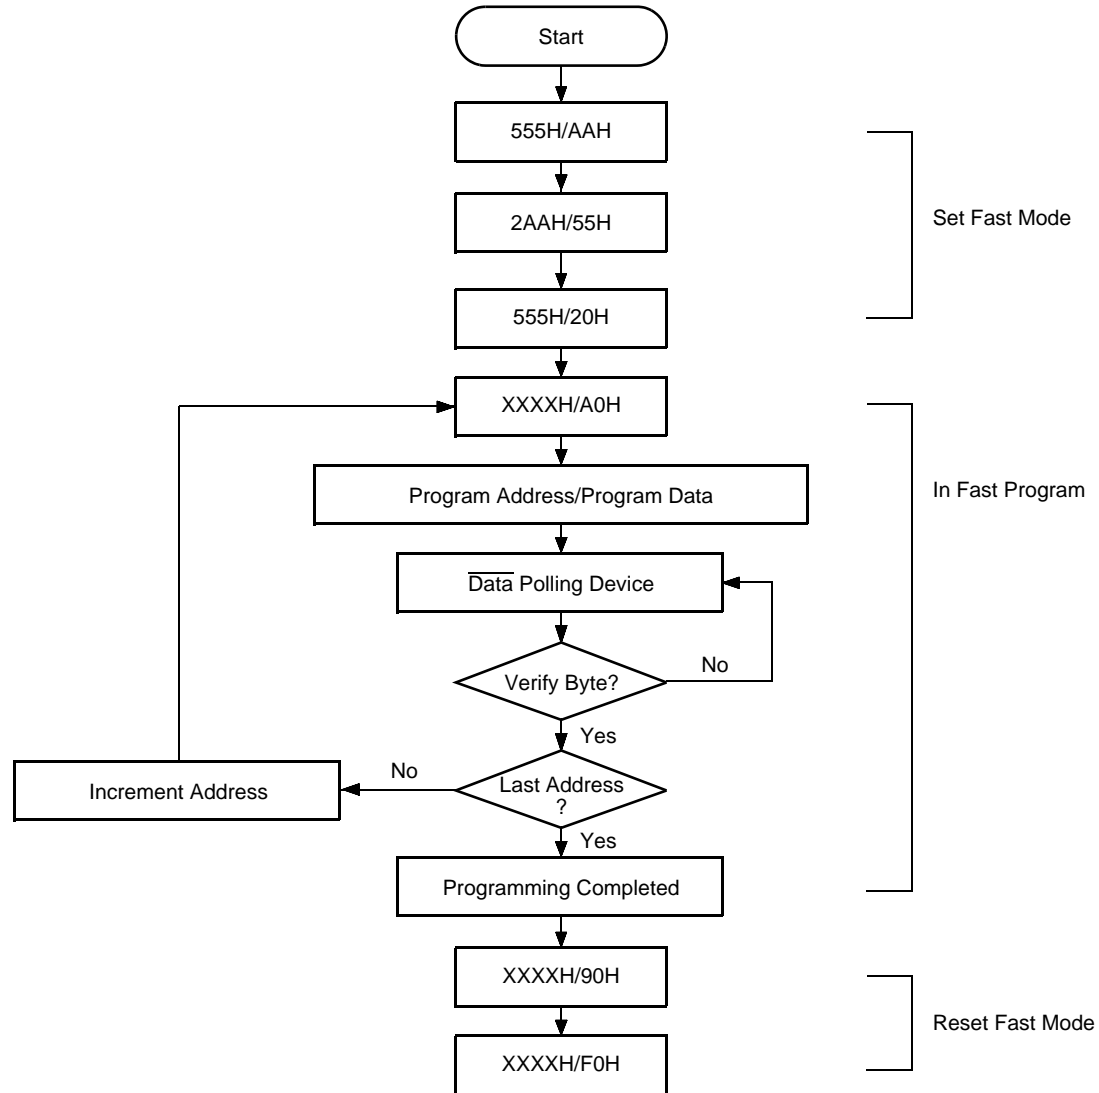 Start
555H/AAH
2AAH/55H
Set Fast Mode
555H/20H
XXXXH/A0H
Program Address/Program Data
In Fast Program
Data Polling Device
Verify Byte?
No
Yes
Last Address
?
No
Increment Address
Yes
Programming Completed
XXXXH/90H
Reset Fast Mode
XXXXH/F0H